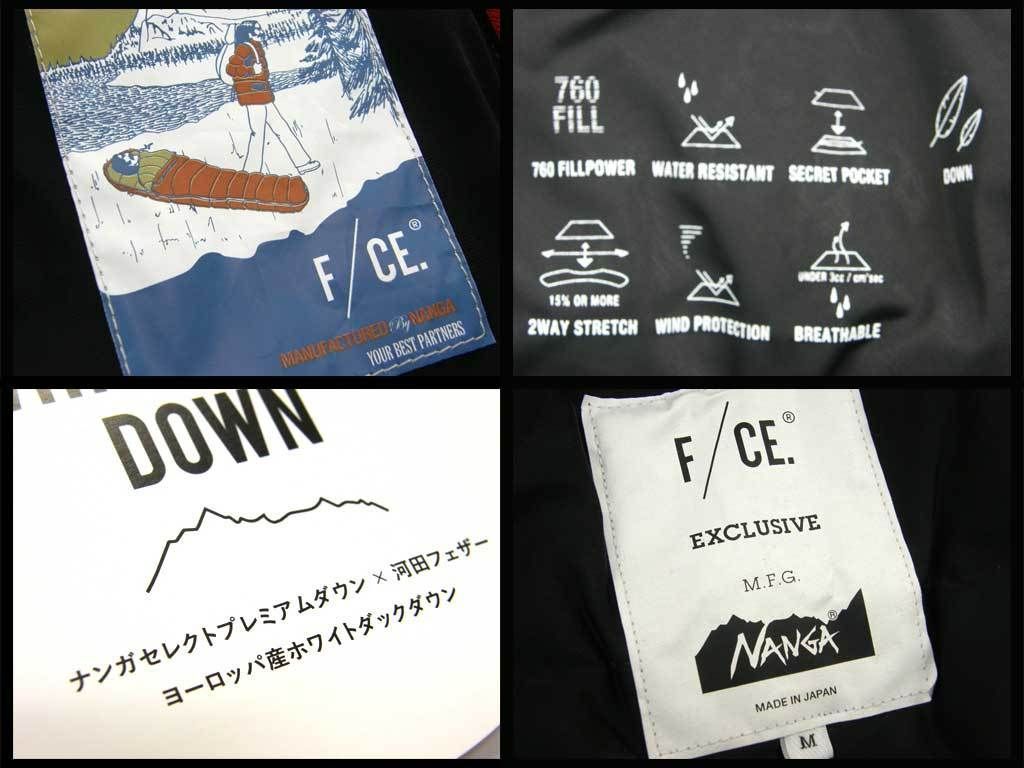 F/CE.®
MANUFACTURED By NANGA
YOUR BEST PARTNERS
760
FILL
760 FILLPOWER
WATER RESISTANT
SECRET POCKET
DOWN
15% OR MORE
2WAY STRETCH
WIND PROTECTION
UNDER 3cc / cm²sec
BREATHABLE
DOWN
ナンガセレクトプレミアムダウン×河田フェザー
ヨーロッパ産ホワイトダックダウン
F/CE.®
EXCLUSIVE
M.F.G.
NANGA®
MADE IN JAPAN
M